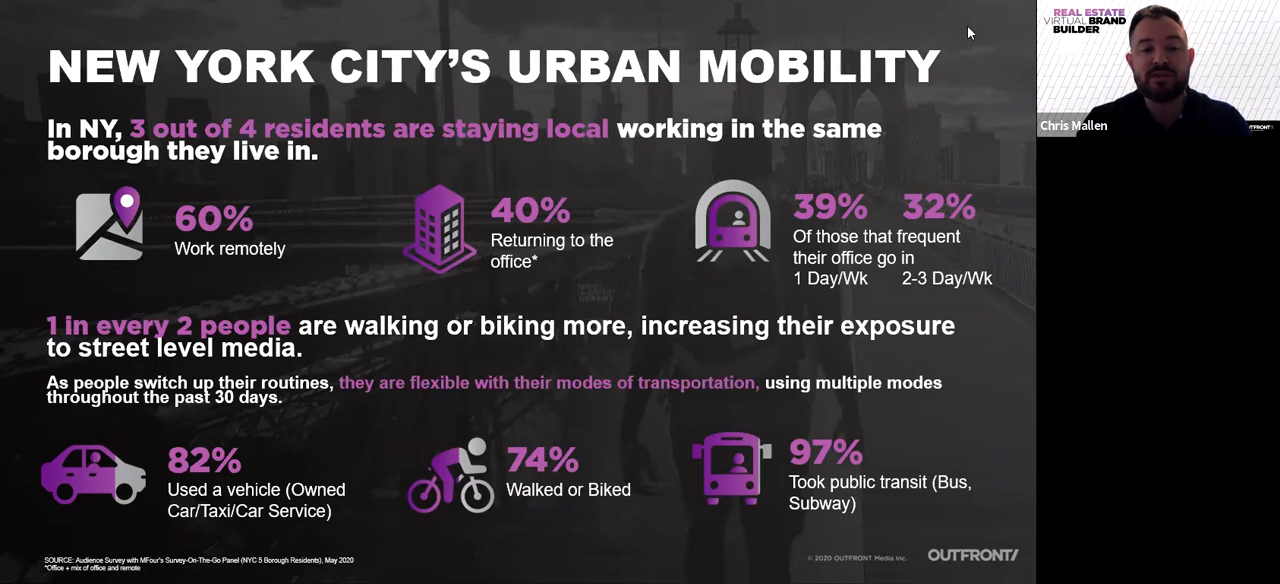 NEW YORK CITY'S URBAN MOBILITY
In NY, 3 out of 4 residents are staying local working in the same
borough they live in.
60%
Work remotely
40%
Returning to the
office*
39% 32%
Of those that frequent
their office go in
1 Day/Wk 2-3 Day/Wk
1 in every 2 people are walking or biking more, increasing their exposure
to street level media.
As people switch up their routines, they are flexible with their modes of transportation, using multiple modes
throughout the past 30 days.
82%
Used a vehicle (Owned
Car/Taxi/Car Service)
74%
Walked or Biked
97%
Took public transit (Bus,
Subway)
SOURCE: Audience Survey with MFour's Survey-On-The-Go Panel (NYC 5 Borough Residents), May 2020
*Office + mix of office and remote
© 2020 OUTFRONT Media Inc.
OUTFRONT/
REAL ESTATE
VIRTUAL BRAND
BUILDER
Chris Mallen